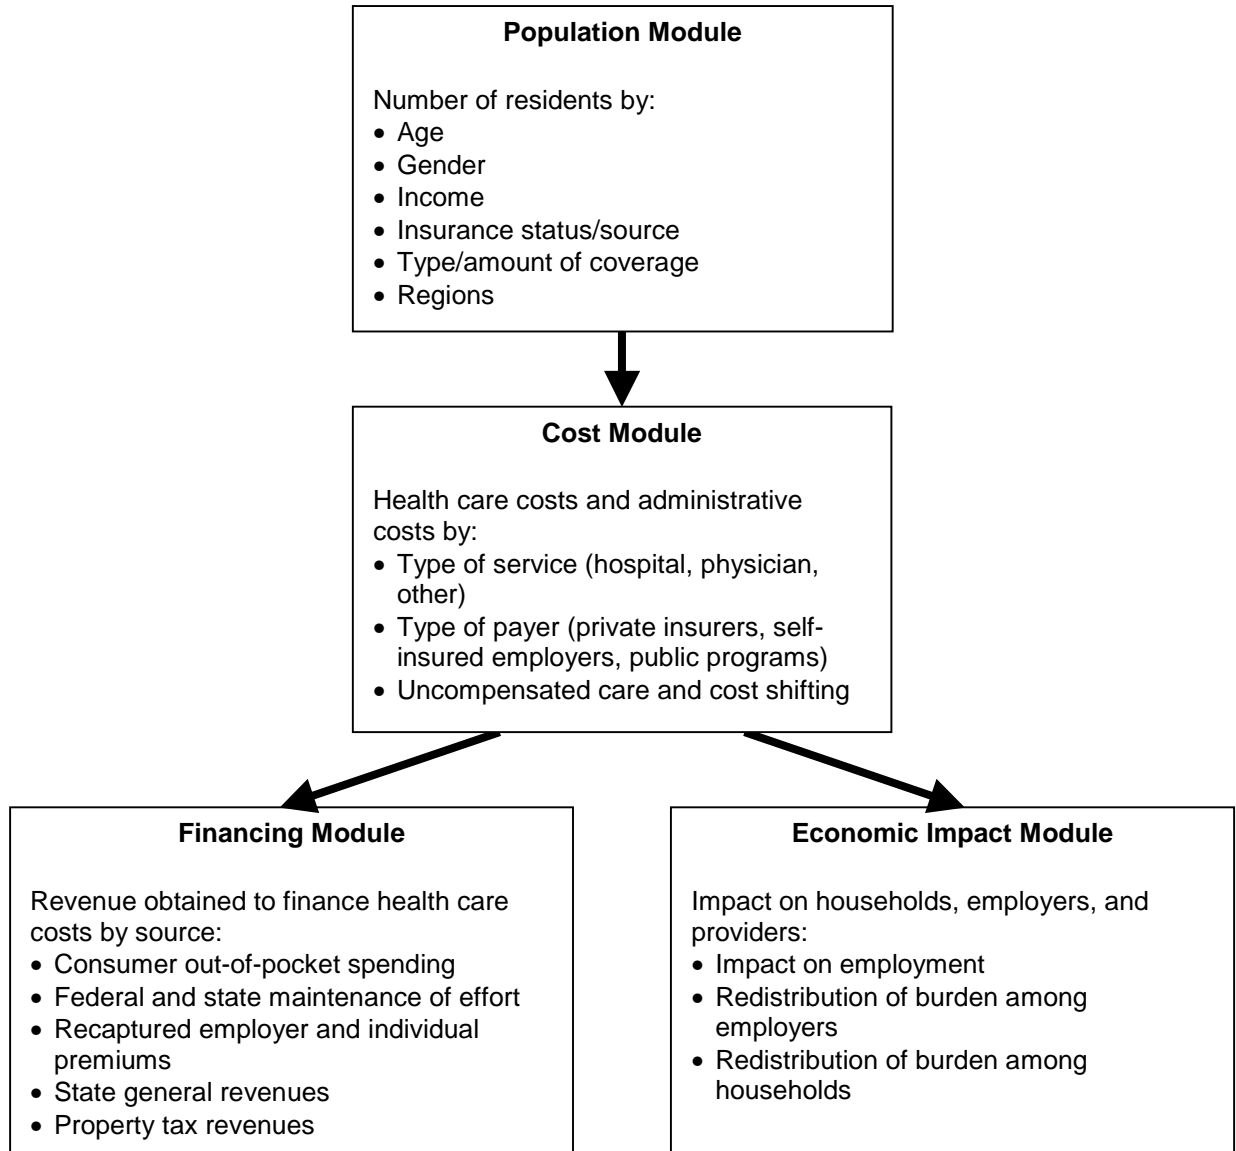 Population Module
Number of residents by:
• Age
• Gender
• Income
• Insurance status/source
• Type/amount of coverage
• Regions
Cost Module
Health care costs and administrative
costs by:
• Type of service (hospital, physician,
other)
• Type of payer (private insurers, self-
insured employers, public programs)
• Uncompensated care and cost shifting
Financing Module
Revenue obtained to finance health care
costs by source:
• Consumer out-of-pocket spending
• Federal and state maintenance of effort
• Recaptured employer and individual
premiums
• State general revenues
• Property tax revenues
Economic Impact Module
Impact on households, employers, and
providers:
• Impact on employment
• Redistribution of burden among
employers
• Redistribution of burden among
households